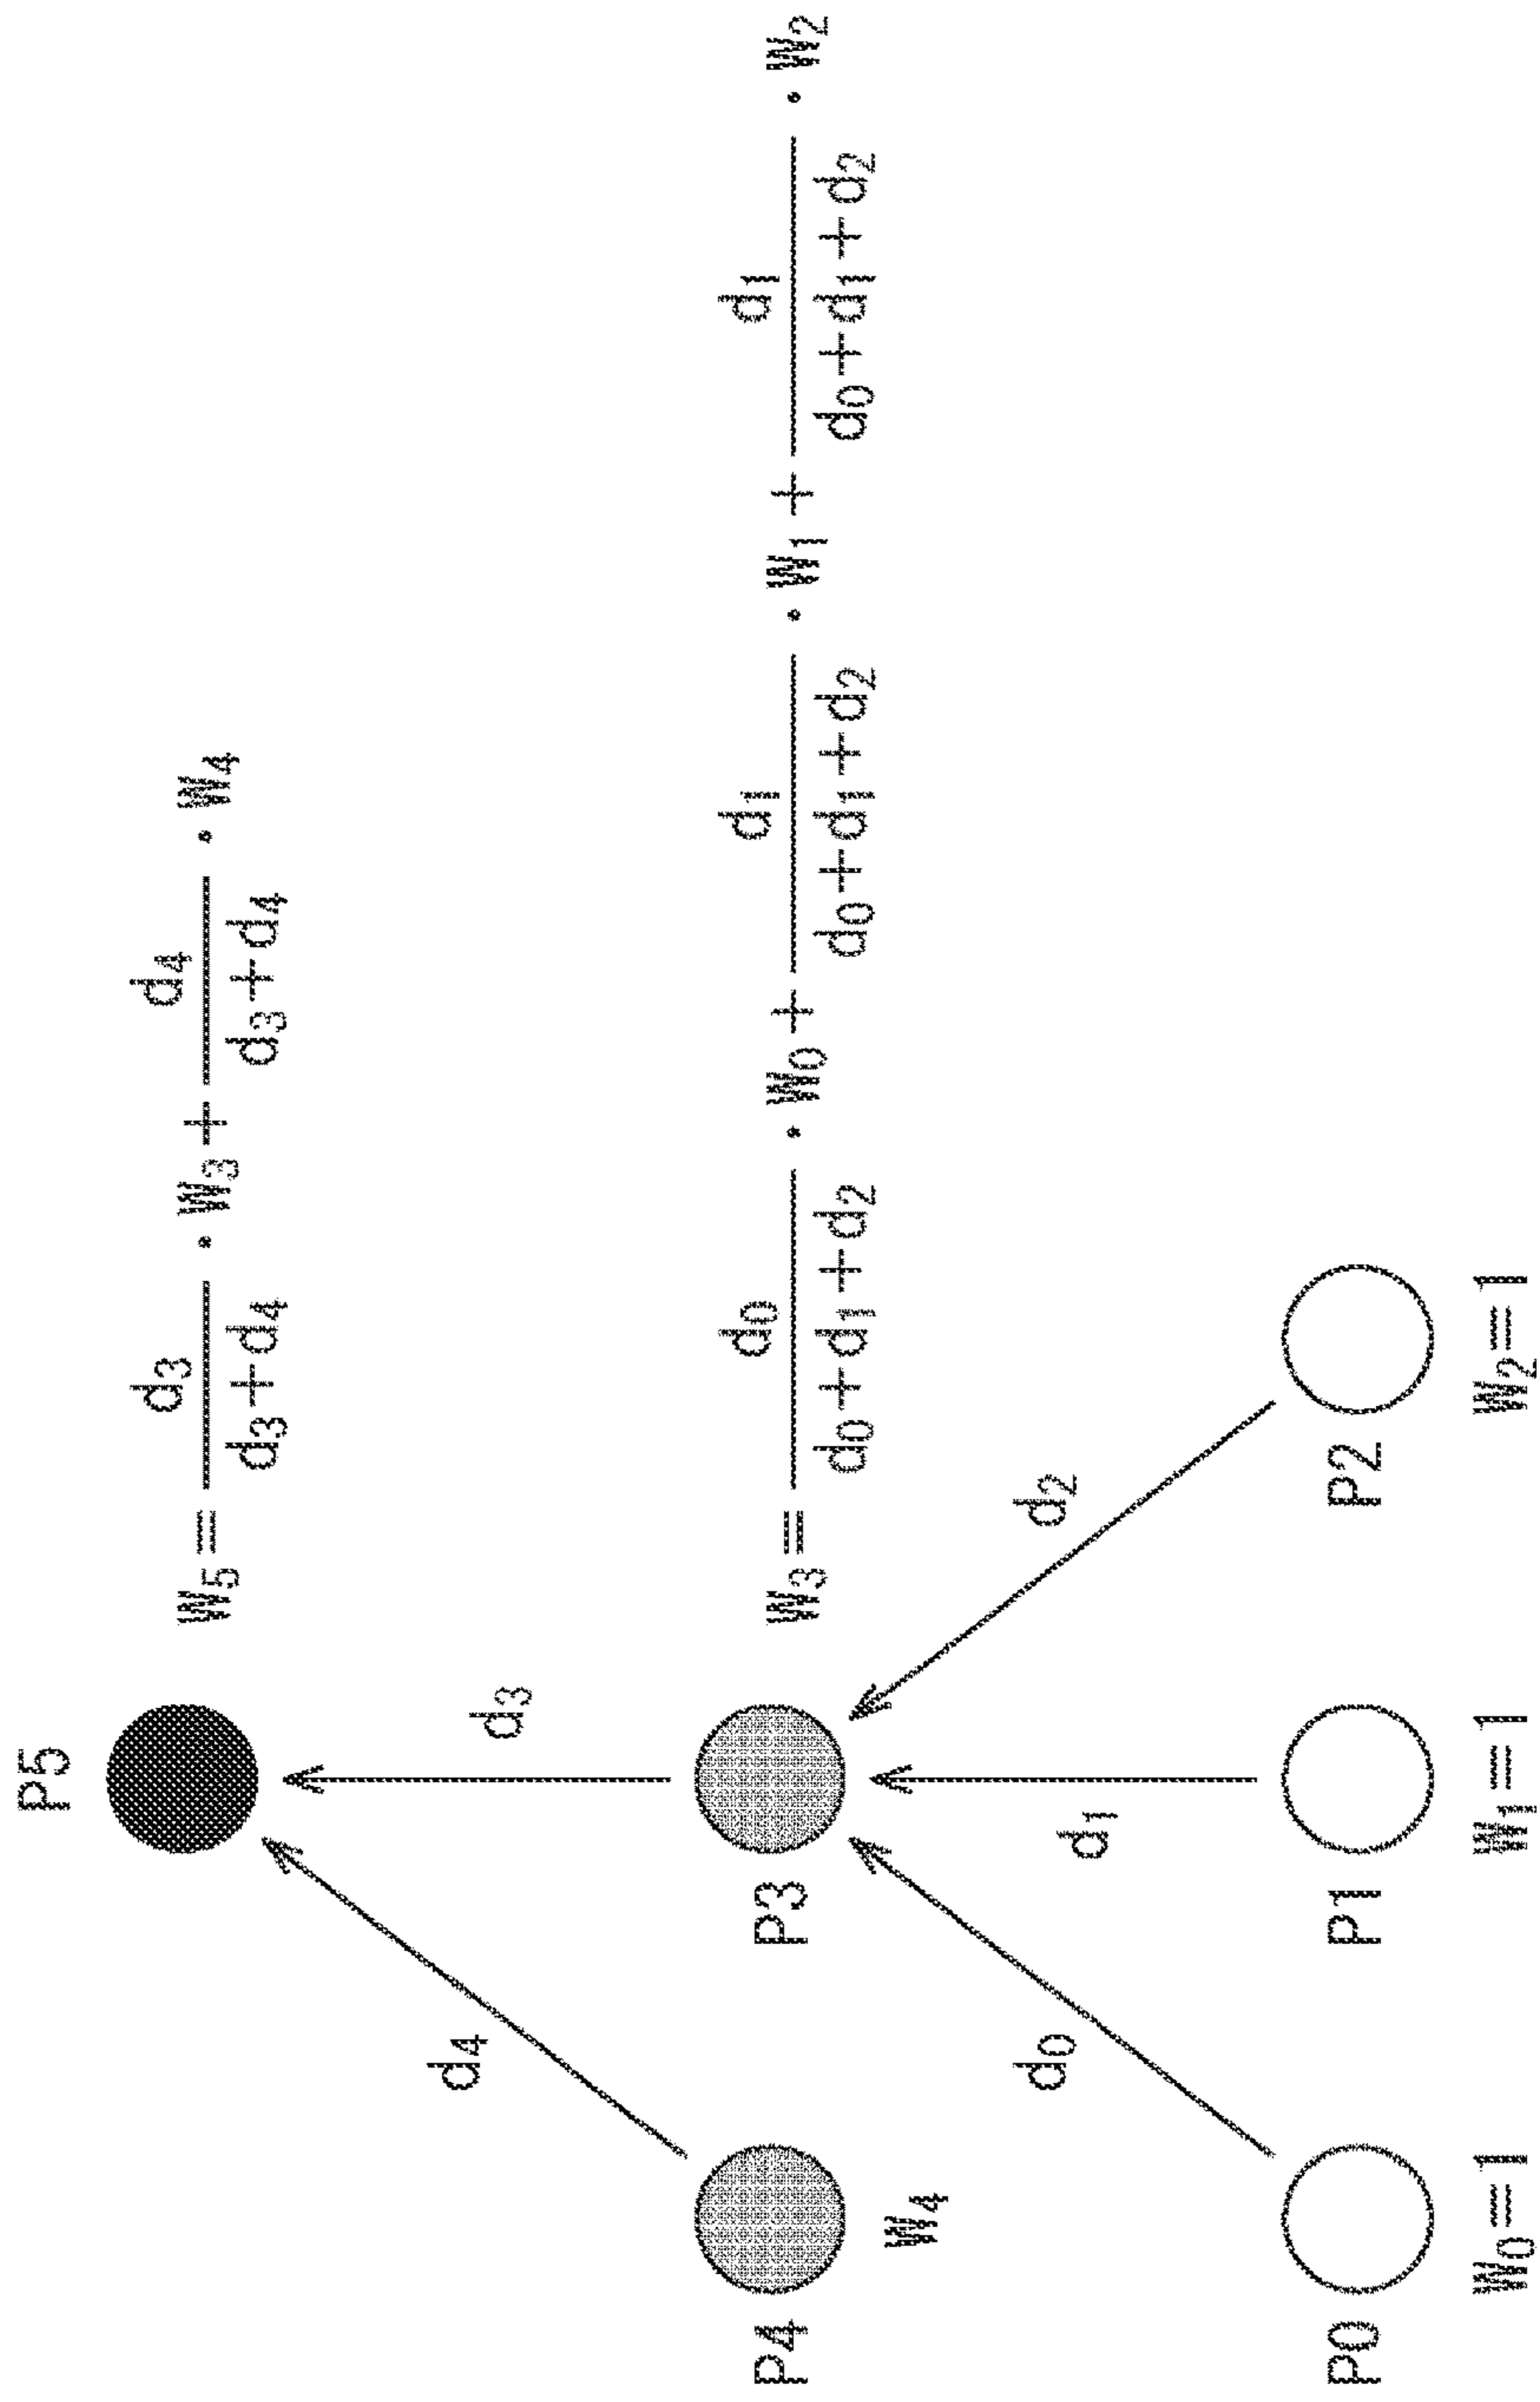 P5
W₅ = d₃/(d₃+d₄) · W₃ + d₄/(d₃+d₄) · W₄
d₄
d₃
P4
W₄
P3
W₃ = d₀/(d₀+d₁+d₂) · W₀ + d₁/(d₀+d₁+d₂) · W₁ + d₁/(d₀+d₁+d₂) · W₂
d₀
d₁
d₂
P0
P1
P2
W₀=1
W₁=1
W₂=1